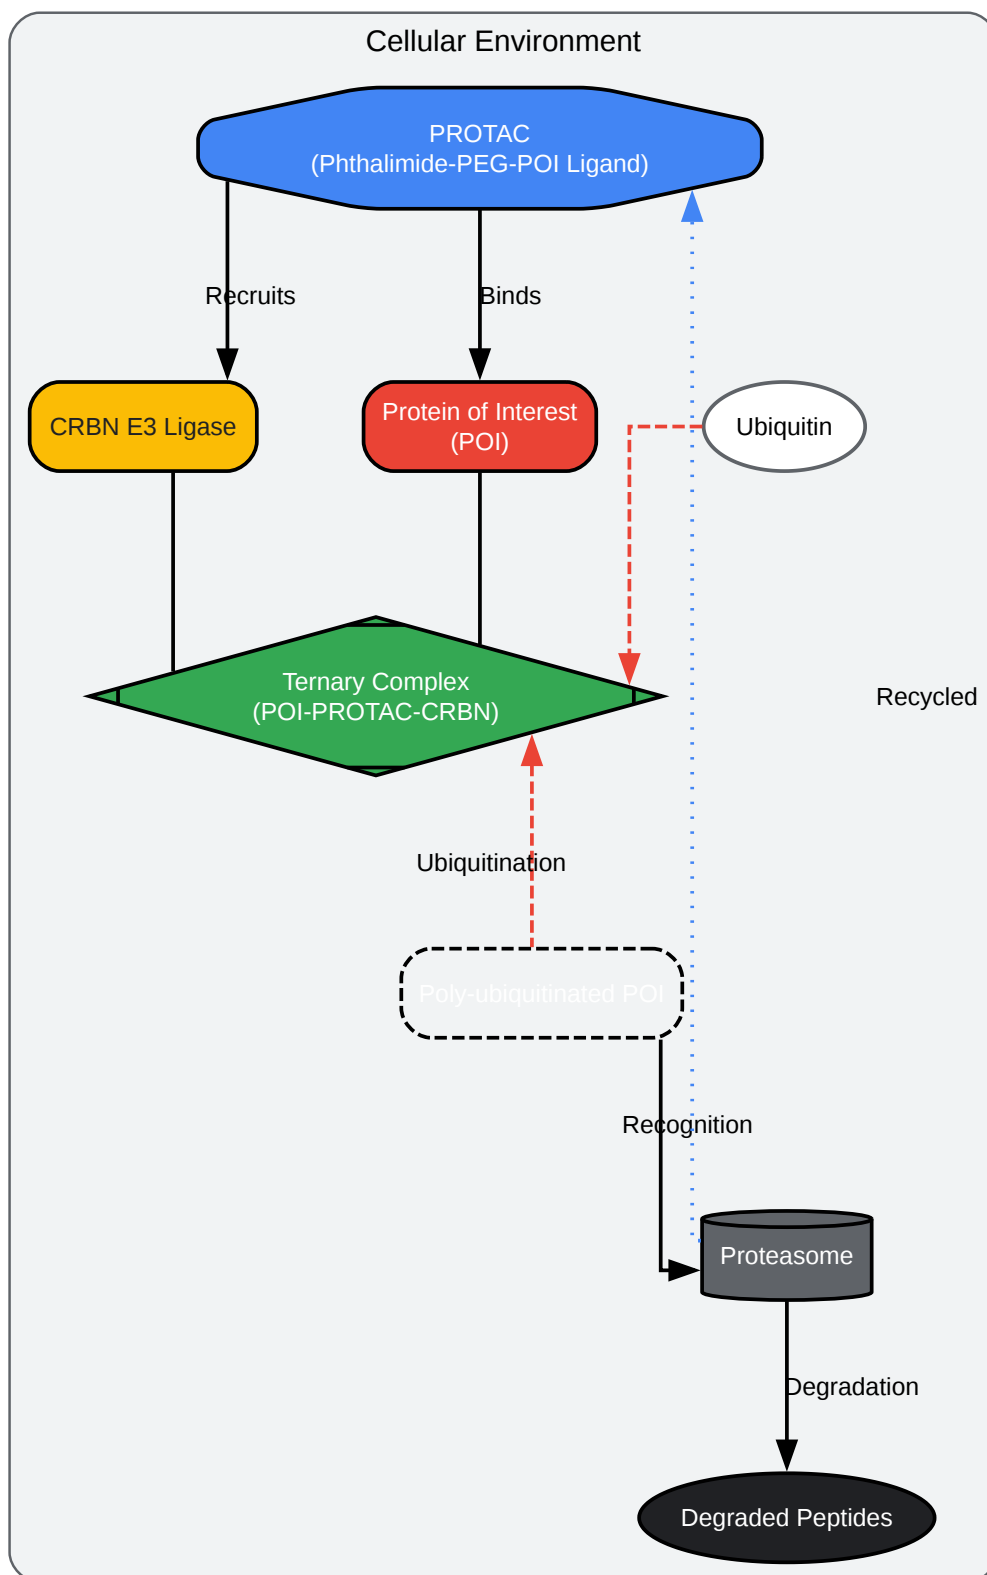 Cellular Environment
PROTAC
(Phthalimide-PEG-POI Ligand)
Recruits
Binds
CRBN E3 Ligase
Protein of Interest
(POI)
Ubiquitin
Ternary Complex
(POI-PROTAC-CRBN)
Recycled
Ubiquitination
Poly-ubiquitinated POI
Recognition
Proteasome
Degradation
Degraded Peptides